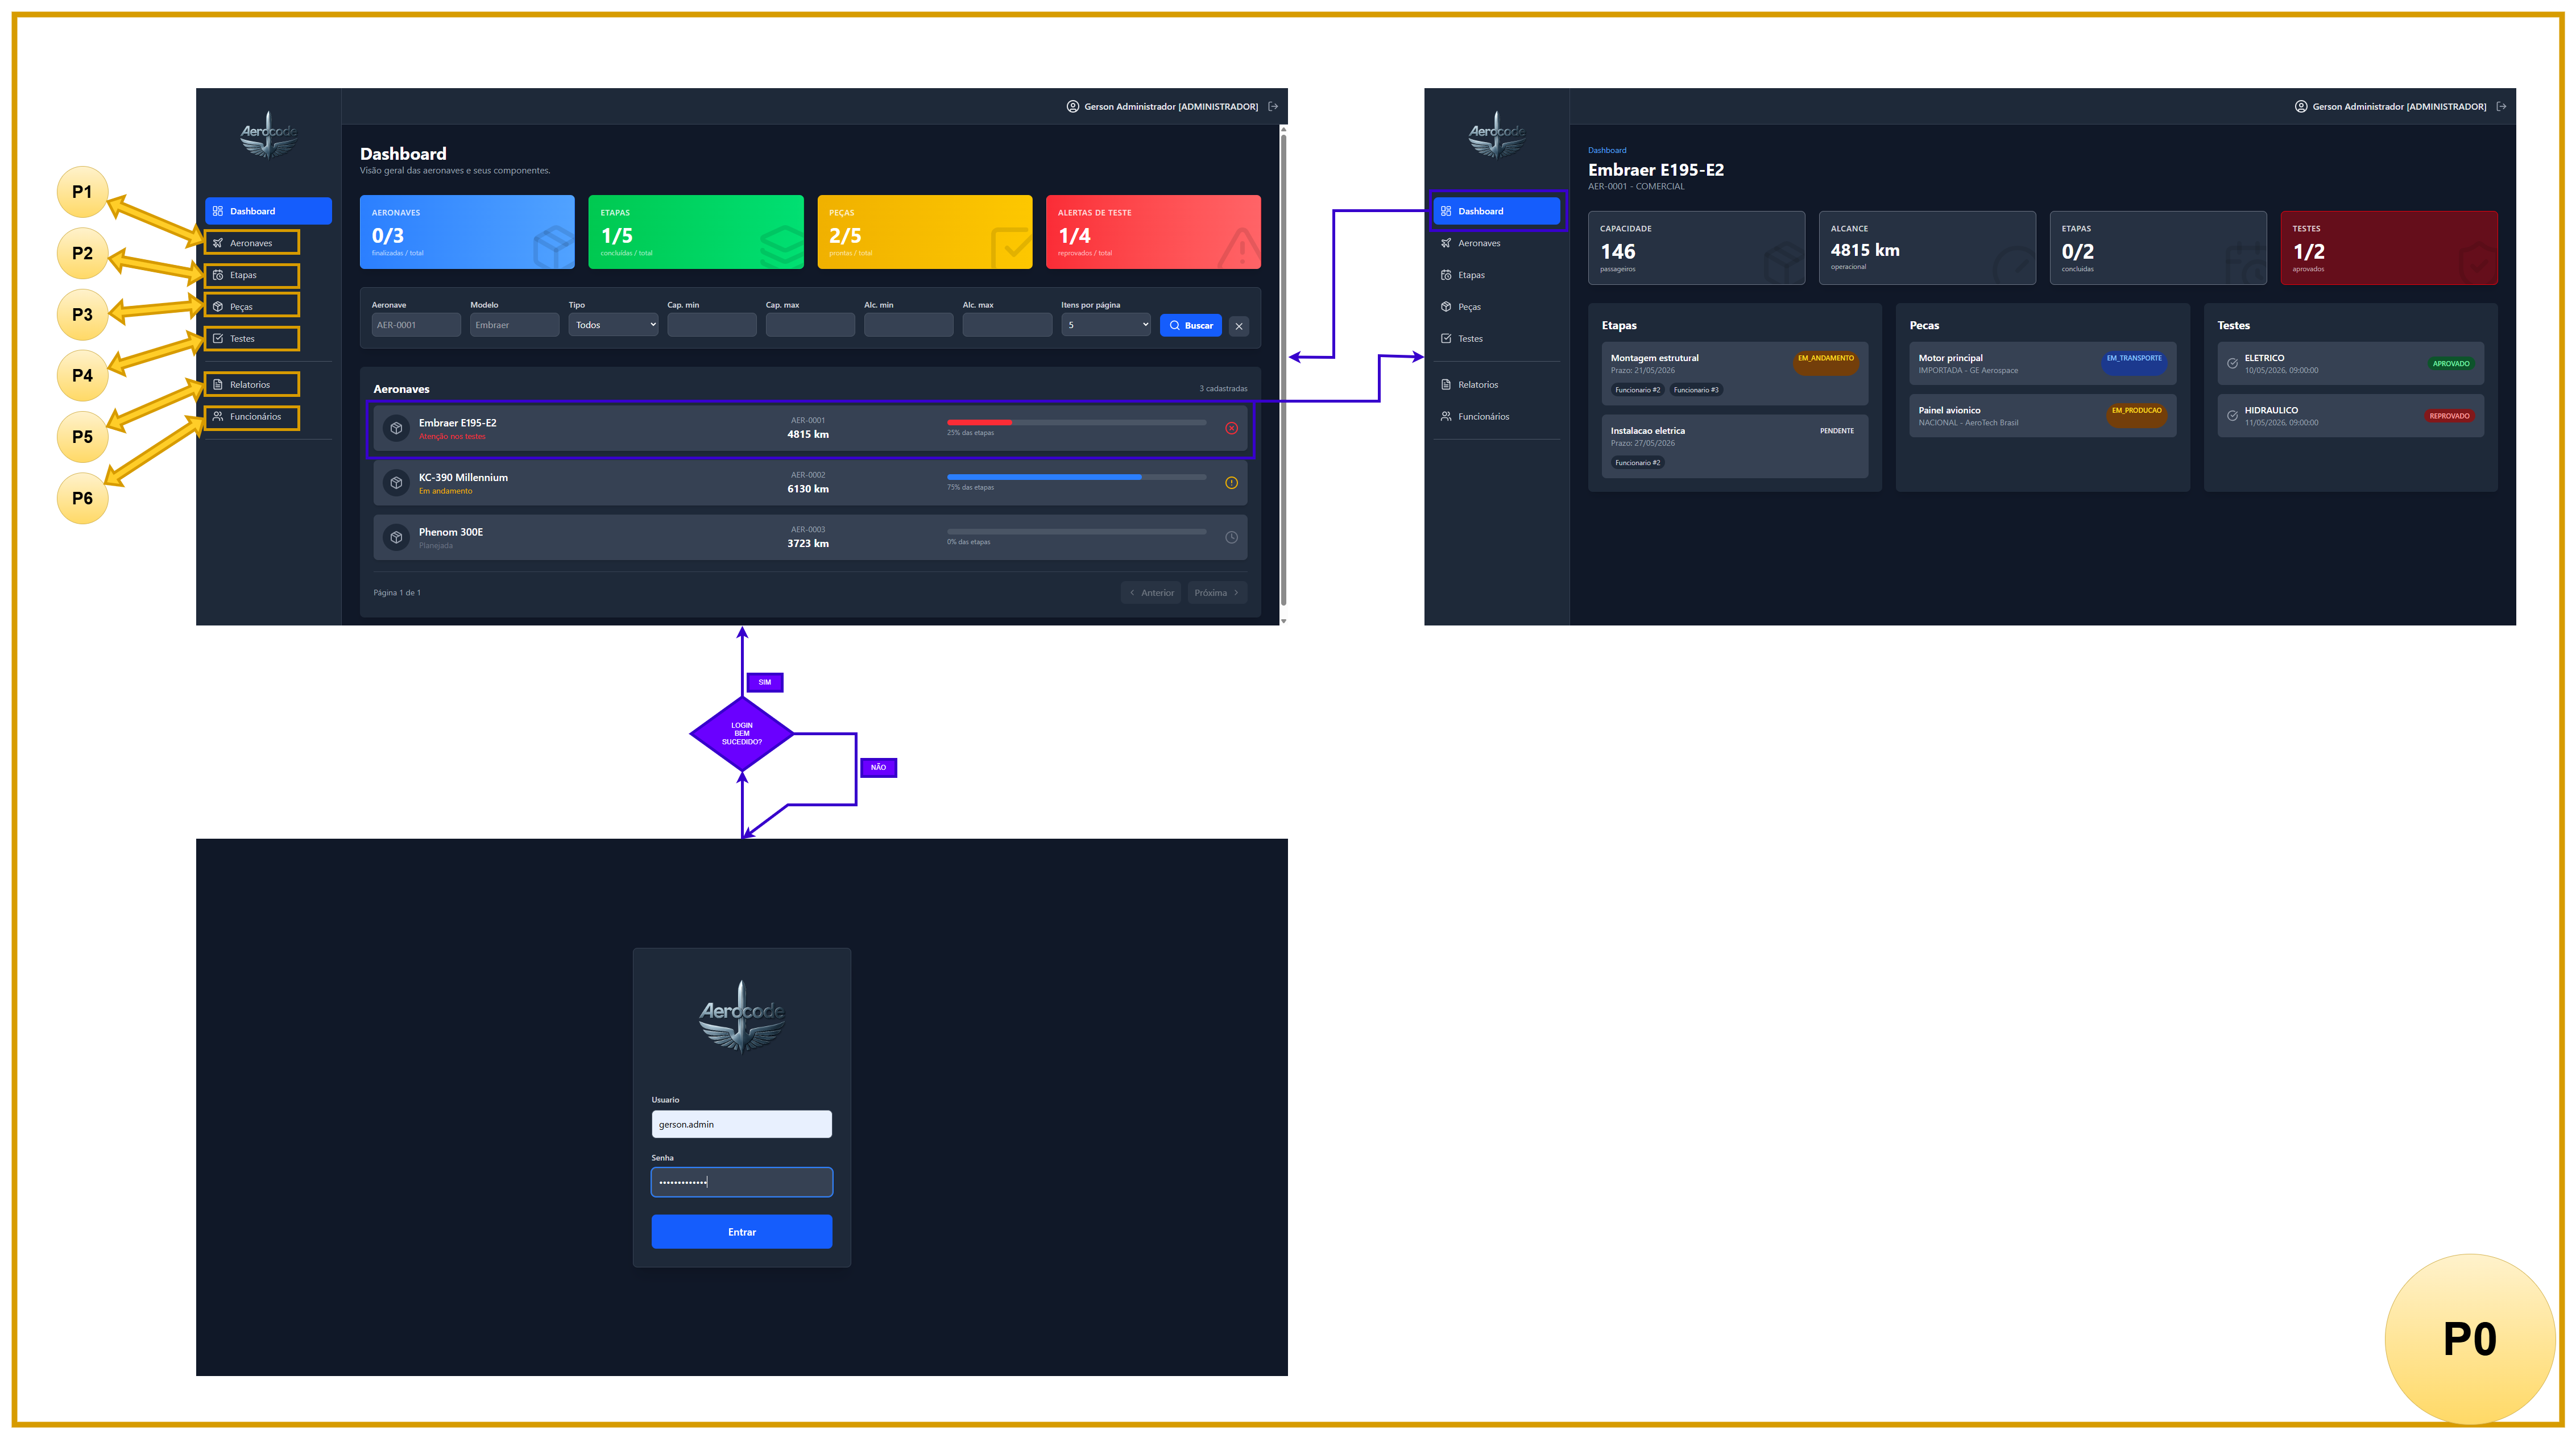 P1
P2
P3
P4
P5
P6
Aerocode
Gerson Administrador [ADMINISTRADOR]
Dashboard
Aeronaves
Etapas
Peças
Testes
Relatorios
Funcionários
Dashboard
Visão geral das aeronaves e seus componentes.
AERONAVES
0/3
finalizadas / total
ETAPAS
1/5
concluídas / total
PEÇAS
2/5
prontas / total
ALERTAS DE TESTE
1/4
reprovados / total
Aeronave Modelo Tipo Cap. min Cap. max Alc. min Alc. max Itens por página
AER-0001 Embraer Todos 5 Buscar
Aeronaves 3 cadastradas
Embraer E195-E2
Atenção nos testes
AER-0001
4815 km
25% das etapas
KC-390 Millennium
Em andamento
AER-0002
6130 km
75% das etapas
Phenom 300E
Planejada
AER-0003
3723 km
0% das etapas
Página 1 de 1 Anterior Próxima
Aerocode
Gerson Administrador [ADMINISTRADOR]
Dashboard
Aeronaves
Etapas
Peças
Testes
Relatorios
Funcionários
Dashboard
Embraer E195-E2
AER-0001 - COMERCIAL
CAPACIDADE
146
passageiros
ALCANCE
4815 km
operacional
ETAPAS
0/2
concluidas
TESTES
1/2
aprovados
Etapas
Montagem estrutural EM_ANDAMENTO
Prazo: 21/05/2026
Funcionario #2 Funcionario #3
Instalacao eletrica PENDENTE
Prazo: 27/05/2026
Funcionario #2
Pecas
Motor principal EM_TRANSPORTE
IMPORTADA - GE Aerospace
Painel avionico EM_PRODUCAO
NACIONAL - AeroTech Brasil
Testes
ELETRICO APROVADO
10/05/2026, 09:00:00
HIDRAULICO REPROVADO
11/05/2026, 09:00:00
SIM
LOGIN
BEM
SUCEDIDO?
NÃO
Aerocode
Usuario
gerson.admin
Senha
•••••••••••••
Entrar
P0